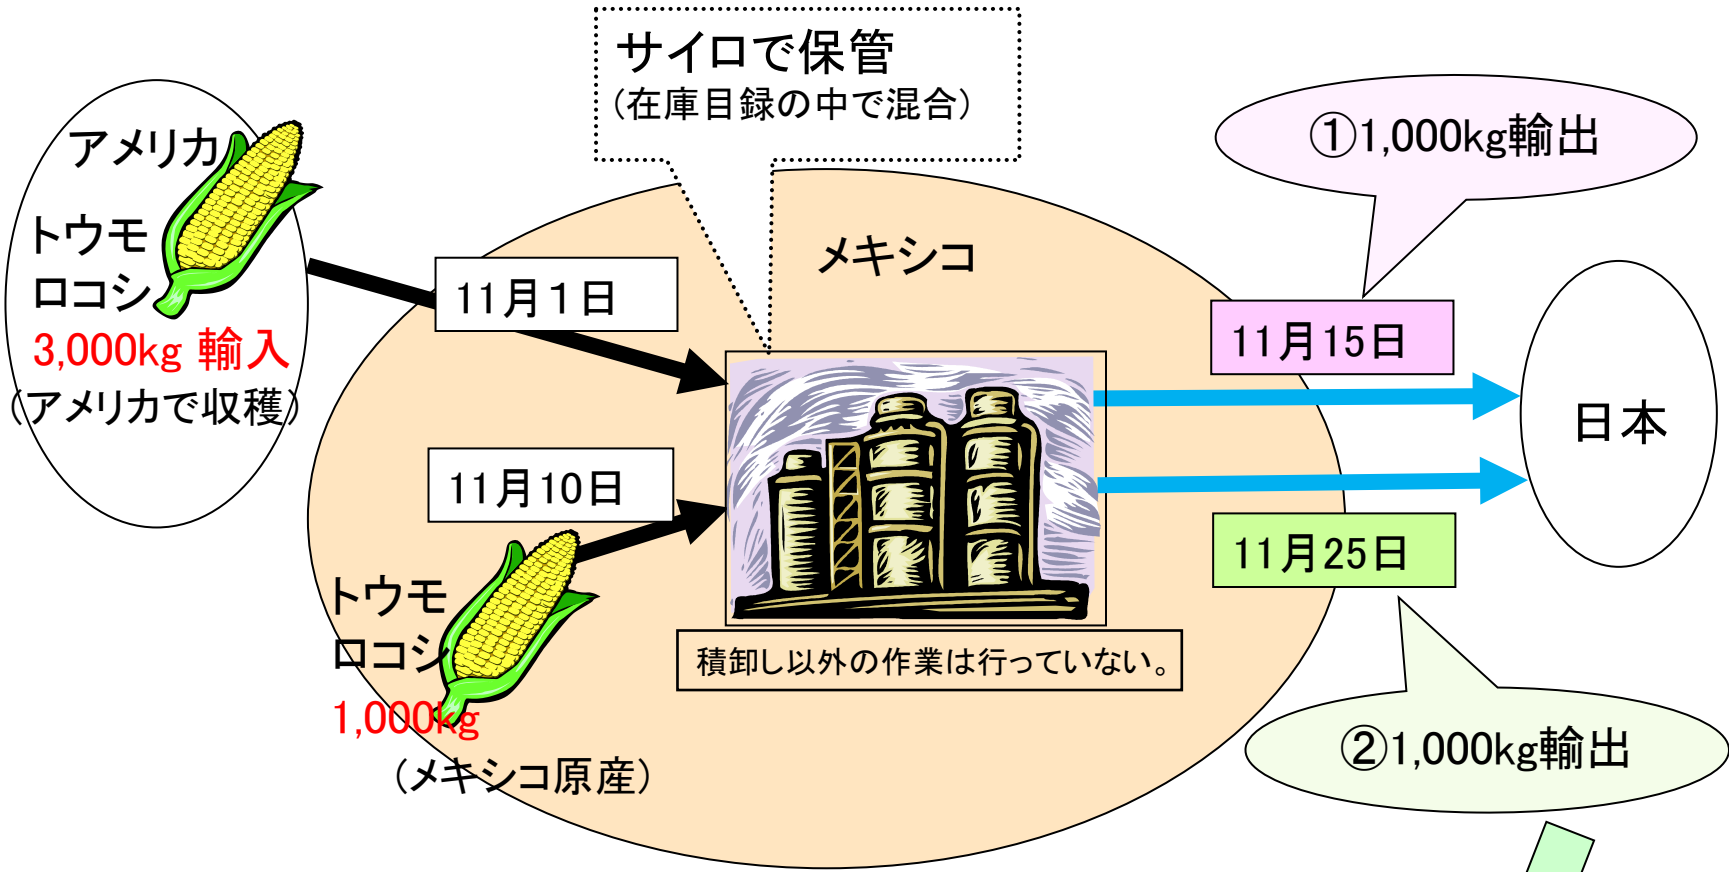 サイロで保管
（在庫目録の中で混合）
①1,000kg輸出
アメリカ
トウモ
ロコシ
3,000kg 輸入
（アメリカで収穫）
メキシコ
11月１日
11月15日
日本
11月10日
11月25日
トウモ
ロコシ
1,000kg
（メキシコ原産）
積卸し以外の作業は行っていない。
②1,000kg輸出